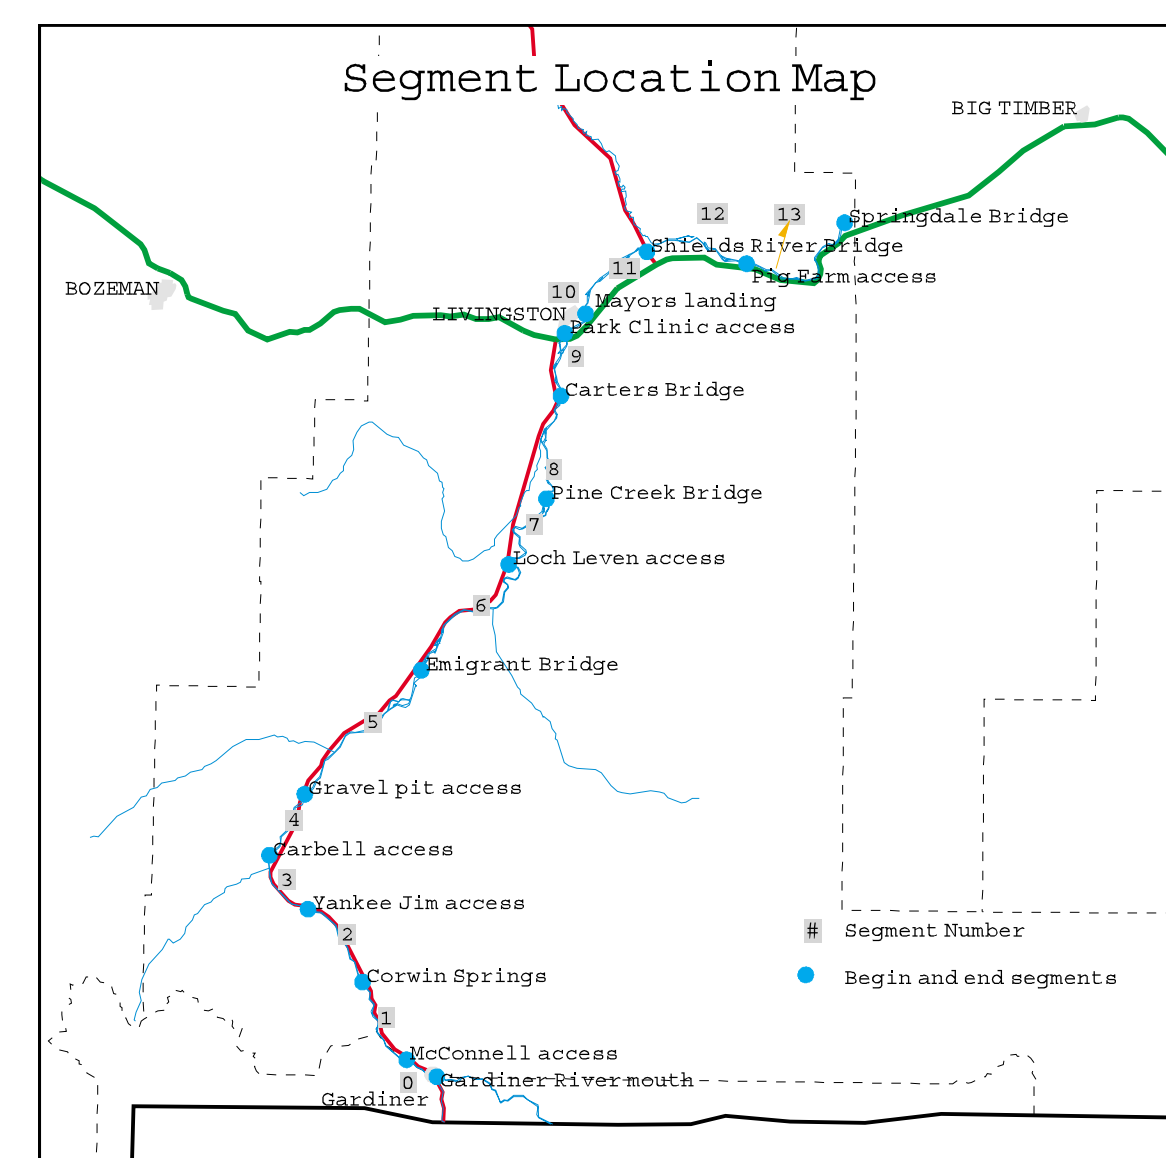 Segment Location Map
BIG TIMBER
12
13
Springdale Bridge
Shields River Bridge
11
Pig Farm access
BOZEMAN
10
Mayors landing
LIVINGSTON
Park Clinic access
9
Carters Bridge
8
Pine Creek Bridge
7
Loch Leven access
6
Emigrant Bridge
5
Gravel pit access
4
Carbell access
3
Yankee Jim access
2
# Segment Number
Corwin Springs
Begin and end segments
1
McConnell access
0
Gardiner River mouth
Gardiner